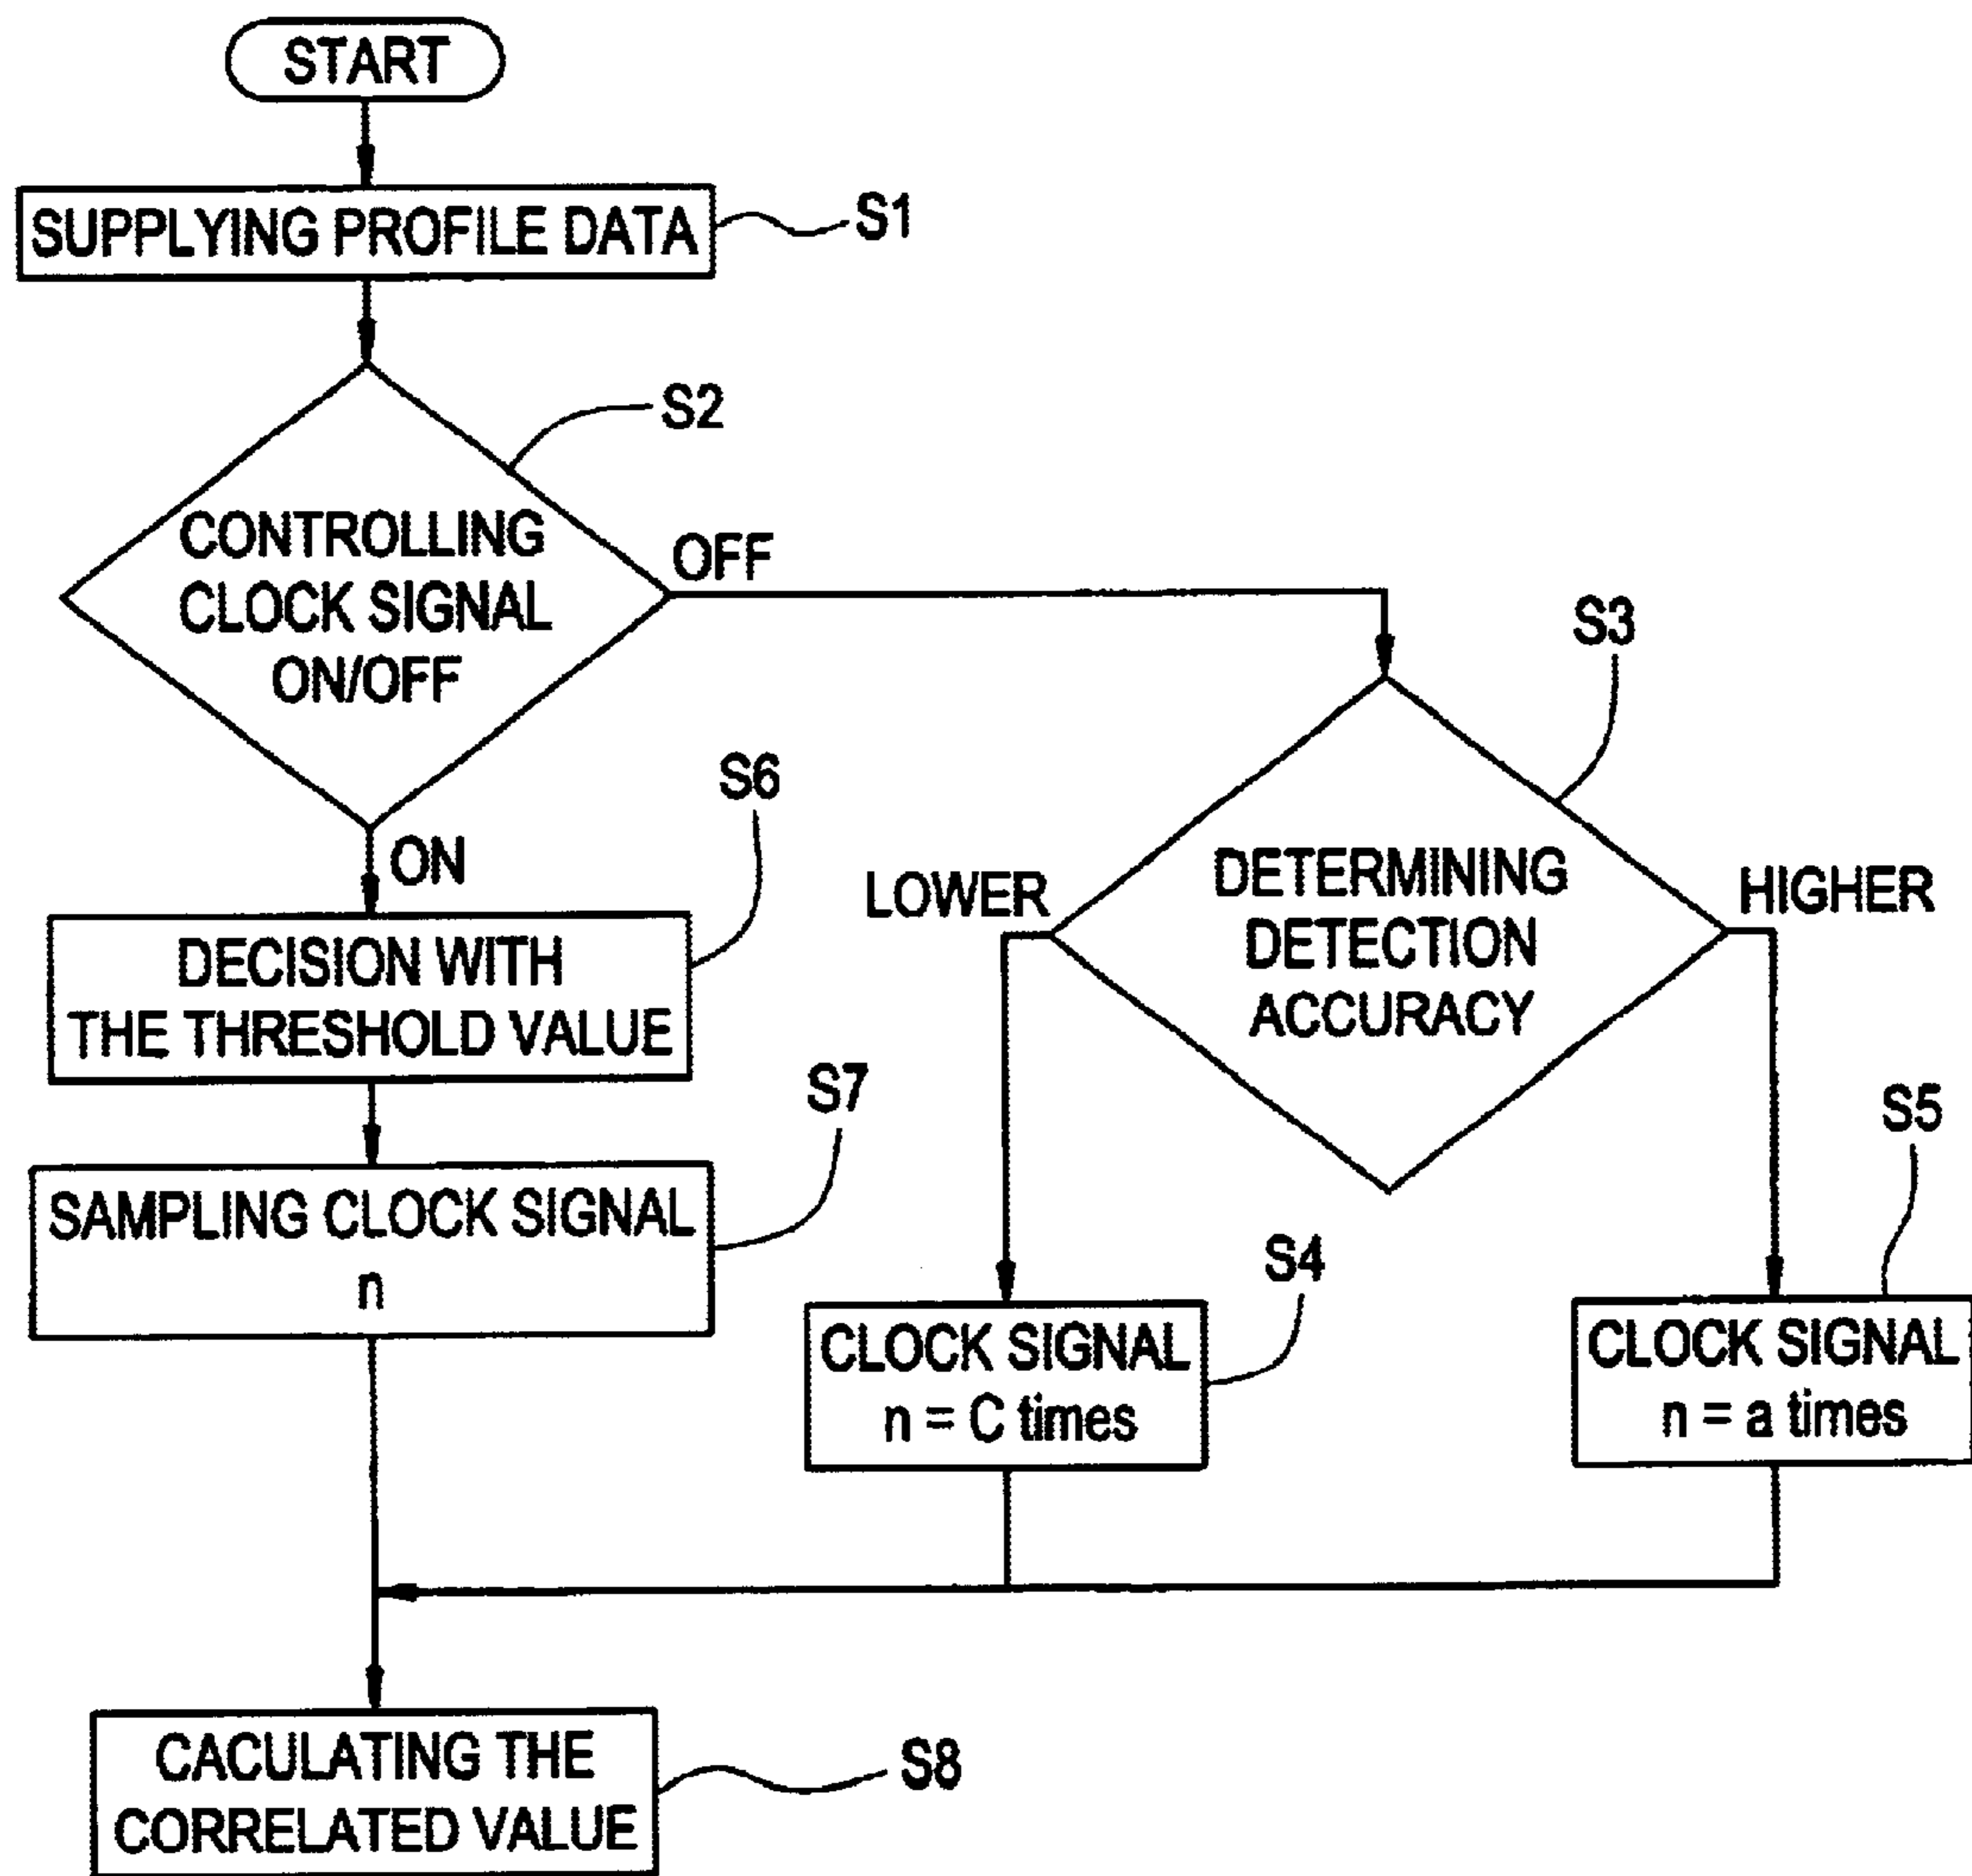 START
SUPPLYING PROFILE DATA
S1
S2
CONTROLLING
CLOCK SIGNAL
ON/OFF
OFF
S3
ON
S6
DECISION WITH
THE THRESHOLD VALUE
LOWER
DETERMINING
DETECTION
ACCURACY
HIGHER
S7
SAMPLING CLOCK SIGNAL
n
S4
CLOCK SIGNAL
n = C times
S5
CLOCK SIGNAL
n = a times
CACULATING THE
CORRELATED VALUE
S8